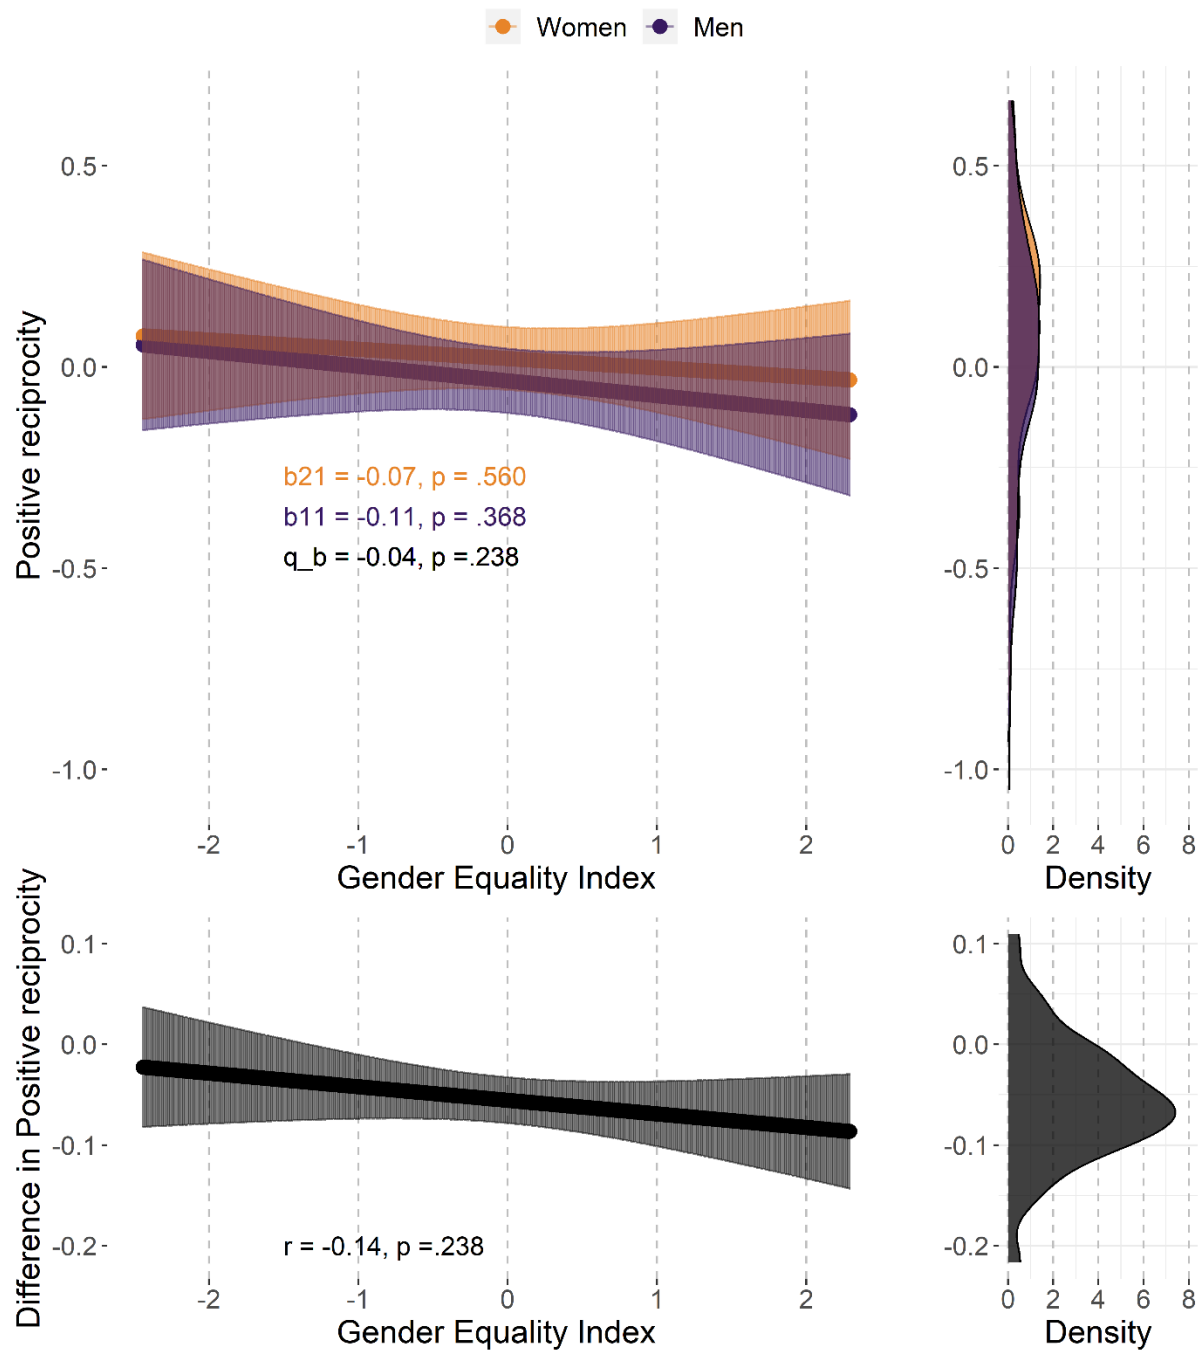 Women Men
Positive reciprocity
0.5
0.0
-0.5
-1.0
b21 = -0.07, p = .560
b11 = -0.11, p = .368
q_b = -0.04, p =.238
-2 -1 0 1 2
Gender Equality Index
0.5
0.0
-0.5
-1.0
0 2 4 6 8
Density
Difference in Positive reciprocity
0.1
0.0
-0.1
-0.2
r = -0.14, p =.238
-2 -1 0 1 2
Gender Equality Index
0.1
0.0
-0.1
-0.2
0 2 4 6 8
Density